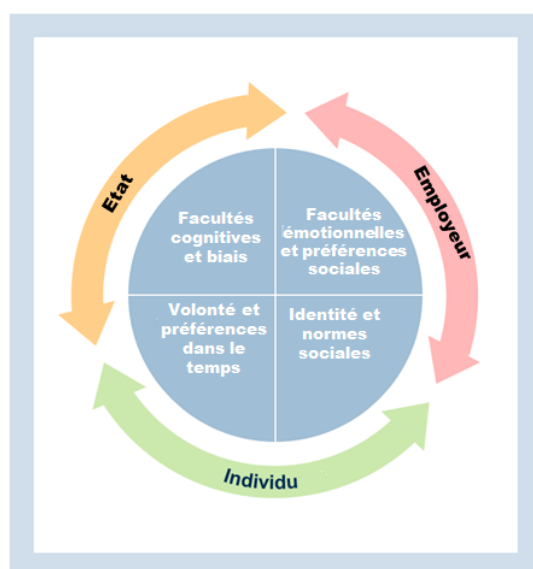 Etat
Employeur
Facultés
cognitives
et biais
Facultés
émotionnelles
et préférences
sociales
Volonté et
préférences
dans le
temps
Identité et
normes
sociales
Individu